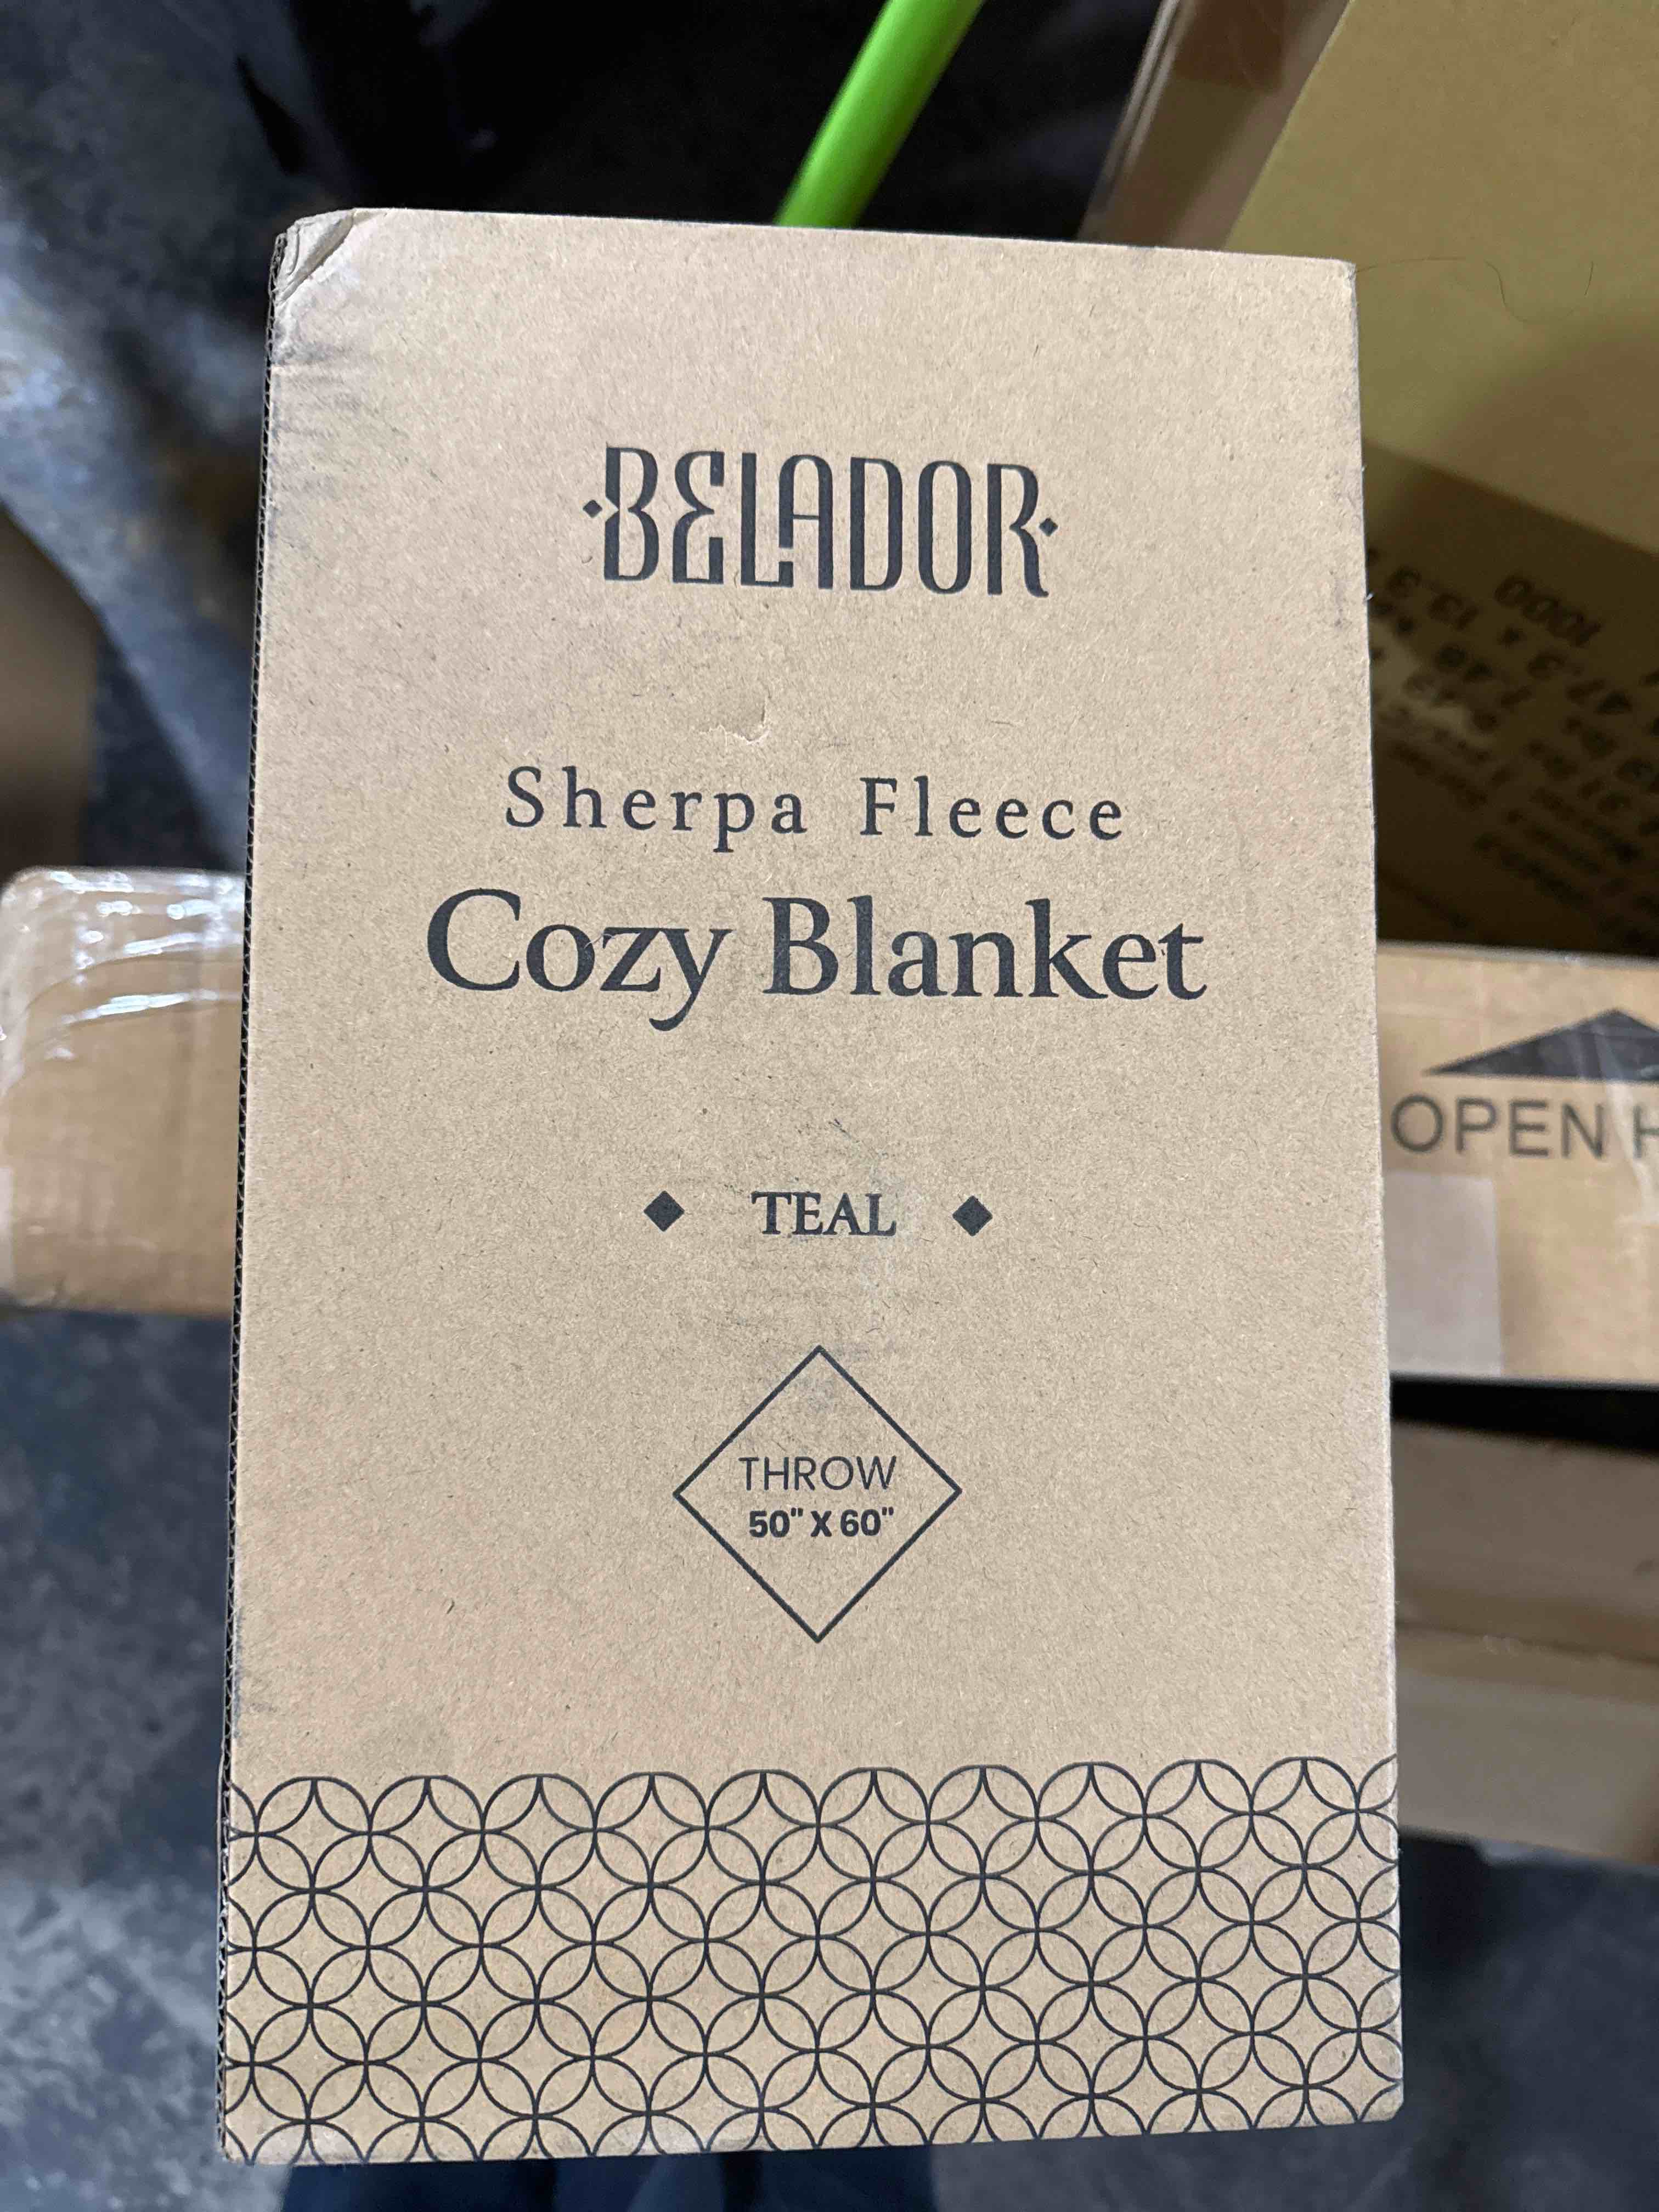 BELADOR
Sherpa Fleece
Cozy Blanket
TEAL
THROW
50" X 60"
OPEN